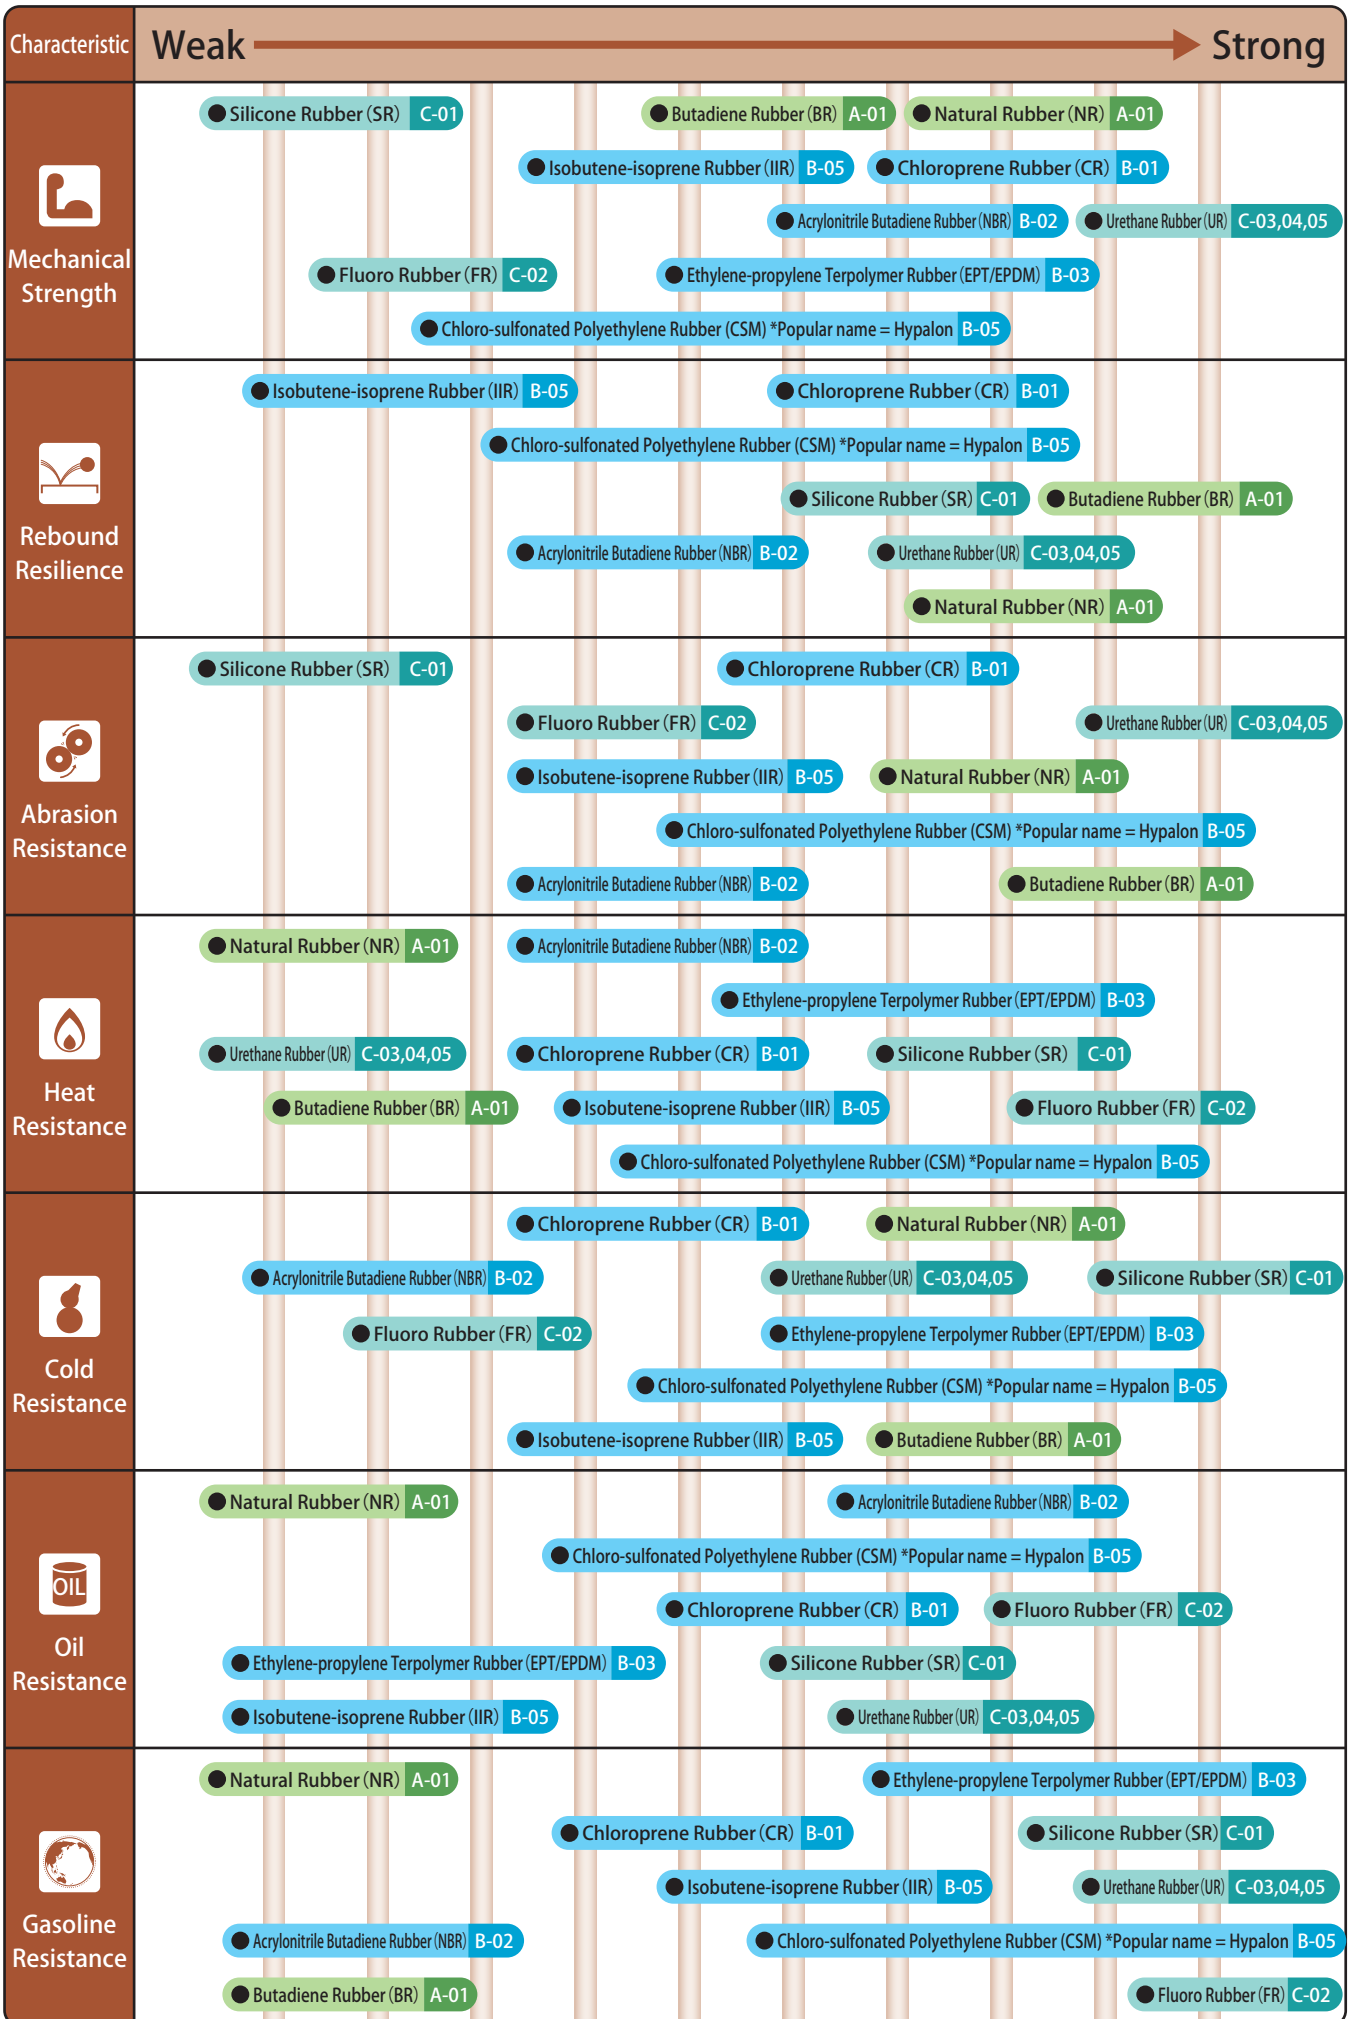 Characteristic
Weak
Strong
Mechanical
Strength
Silicone Rubber (SR) C-01
Butadiene Rubber (BR) A-01
Natural Rubber (NR) A-01
Isobutene-isoprene Rubber (IIR) B-05
Chloroprene Rubber (CR) B-01
Acrylonitrile Butadiene Rubber (NBR) B-02
Urethane Rubber (UR) C-03,04,05
Fluoro Rubber (FR) C-02
Ethylene-propylene Terpolymer Rubber (EPT/EPDM) B-03
Chloro-sulfonated Polyethylene Rubber (CSM) *Popular name = Hypalon B-05
Rebound
Resilience
Isobutene-isoprene Rubber (IIR) B-05
Chloroprene Rubber (CR) B-01
Chloro-sulfonated Polyethylene Rubber (CSM) *Popular name = Hypalon B-05
Silicone Rubber (SR) C-01
Butadiene Rubber (BR) A-01
Acrylonitrile Butadiene Rubber (NBR) B-02
Urethane Rubber (UR) C-03,04,05
Natural Rubber (NR) A-01
Abrasion
Resistance
Silicone Rubber (SR) C-01
Chloroprene Rubber (CR) B-01
Fluoro Rubber (FR) C-02
Urethane Rubber (UR) C-03,04,05
Isobutene-isoprene Rubber (IIR) B-05
Natural Rubber (NR) A-01
Chloro-sulfonated Polyethylene Rubber (CSM) *Popular name = Hypalon B-05
Acrylonitrile Butadiene Rubber (NBR) B-02
Butadiene Rubber (BR) A-01
Heat
Resistance
Natural Rubber (NR) A-01
Acrylonitrile Butadiene Rubber (NBR) B-02
Ethylene-propylene Terpolymer Rubber (EPT/EPDM) B-03
Urethane Rubber (UR) C-03,04,05
Chloroprene Rubber (CR) B-01
Silicone Rubber (SR) C-01
Butadiene Rubber (BR) A-01
Isobutene-isoprene Rubber (IIR) B-05
Fluoro Rubber (FR) C-02
Chloro-sulfonated Polyethylene Rubber (CSM) *Popular name = Hypalon B-05
Cold
Resistance
Chloroprene Rubber (CR) B-01
Natural Rubber (NR) A-01
Acrylonitrile Butadiene Rubber (NBR) B-02
Urethane Rubber (UR) C-03,04,05
Silicone Rubber (SR) C-01
Fluoro Rubber (FR) C-02
Ethylene-propylene Terpolymer Rubber (EPT/EPDM) B-03
Chloro-sulfonated Polyethylene Rubber (CSM) *Popular name = Hypalon B-05
Isobutene-isoprene Rubber (IIR) B-05
Butadiene Rubber (BR) A-01
OIL
Oil
Resistance
Natural Rubber (NR) A-01
Acrylonitrile Butadiene Rubber (NBR) B-02
Chloro-sulfonated Polyethylene Rubber (CSM) *Popular name = Hypalon B-05
Chloroprene Rubber (CR) B-01
Fluoro Rubber (FR) C-02
Ethylene-propylene Terpolymer Rubber (EPT/EPDM) B-03
Silicone Rubber (SR) C-01
Isobutene-isoprene Rubber (IIR) B-05
Urethane Rubber (UR) C-03,04,05
Gasoline
Resistance
Natural Rubber (NR) A-01
Ethylene-propylene Terpolymer Rubber (EPT/EPDM) B-03
Chloroprene Rubber (CR) B-01
Silicone Rubber (SR) C-01
Isobutene-isoprene Rubber (IIR) B-05
Urethane Rubber (UR) C-03,04,05
Acrylonitrile Butadiene Rubber (NBR) B-02
Chloro-sulfonated Polyethylene Rubber (CSM) *Popular name = Hypalon B-05
Butadiene Rubber (BR) A-01
Fluoro Rubber (FR) C-02